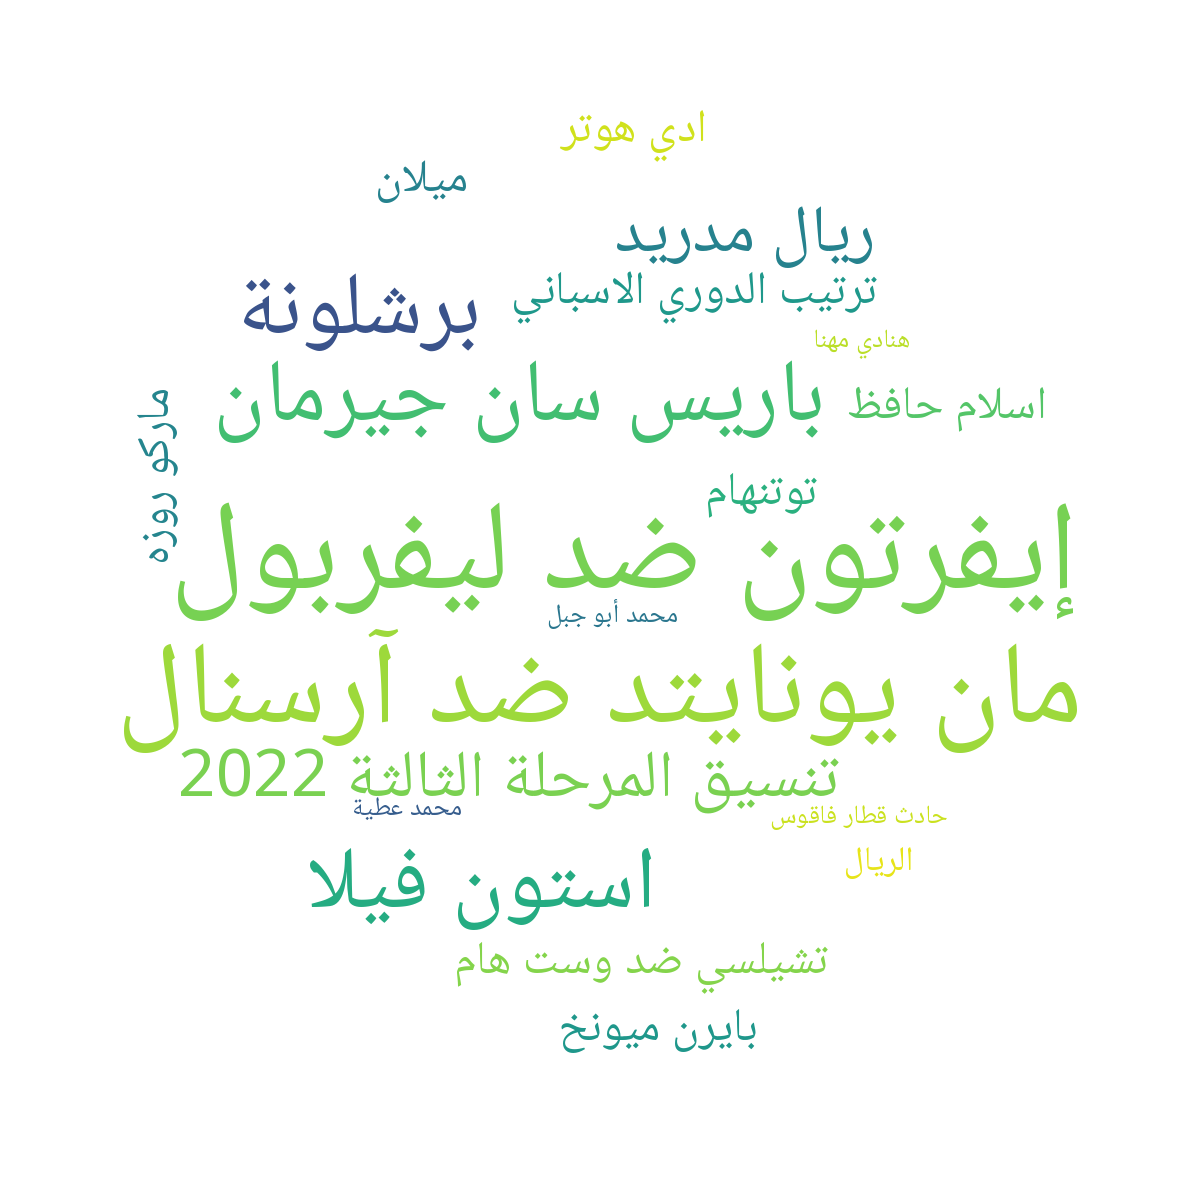 ادي هوتر
ميلان
ريال مدريد
ترتيب الدوري الاسباني
برشلونة
هنادي مهنا
باريس سان جيرمان
اسلام حافظ
ماركو روزه
توتنهام
إيفرتون ضد ليفربول
محمد أبو جبل
مان يونايتد ضد آرسنال
تنسيق المرحلة الثالثة 2022
محمد عطية
حادث قطار فاقوس
الريال
استون فيلا
تشيلسي ضد وست هام
بايرن ميونخ